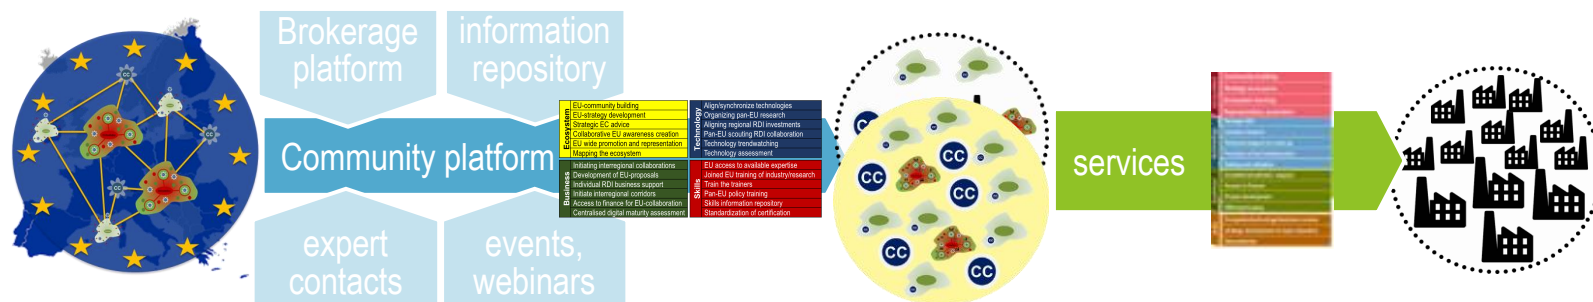 Brokerage
platform
information
repository
Community platform
expert
contacts
events,
webinars
Ecosystem
EU-community building
EU-strategy development
Strategic EC advice
Collaborative EU awareness creation
EU wide promotion and representation
Mapping the ecosystem
Technology
Align/synchronize technologies
Organizing pan-EU research
Aligning regional RDI investments
Pan-EU scouting RDI collaboration
Technology trendwatching
Technology assessment
Business
Initiating interregional collaborations
Development of EU-proposals
Individual RDI business support
Initiate interregional corridors
Access to finance for EU-collaboration
Centralised digital maturity assessment
Skills
EU access to available expertise
Joined EU training of industry/research
Train the trainers
Pan-EU policy training
Skills information repository
Standardization of certification
CC
CC
CC
CC
CC
CC
CC
CC
services